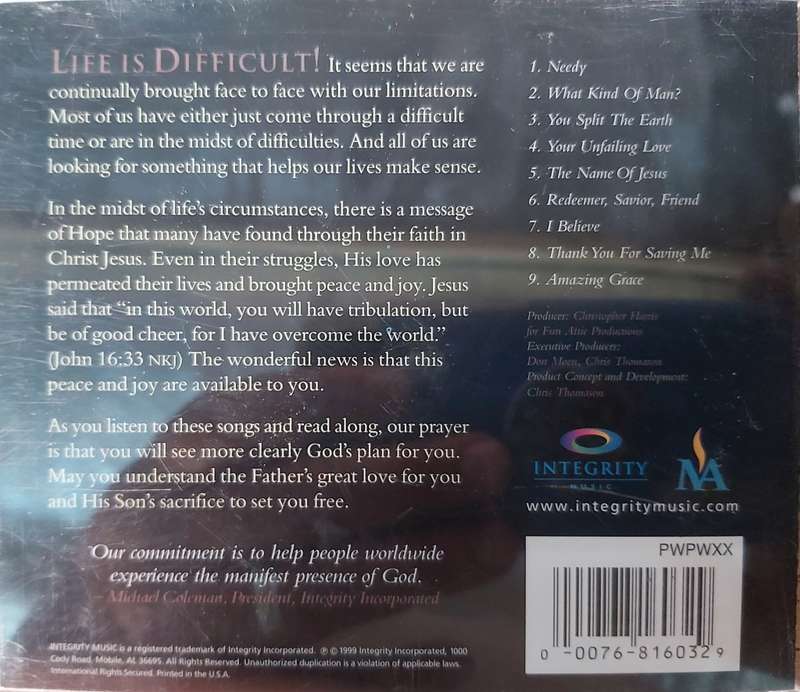 LIFE IS DIFFICULT! It seems that we are
continually brought face to face with our limitations.
Most of us have either just come through a difficult
time or are in the midst of difficulties. And all of us are
looking for something that helps our lives make sense.
In the midst of life's circumstances, there is a message
of Hope that many have found through their faith in
Christ Jesus. Even in their struggles, His love has
permeated their lives and brought peace and joy. Jesus
said that “in this world, you will have tribulation, but
be of good cheer, for I have overcome the world.”
(John 16:33 NKJ) The wonderful news is that this
peace and joy are available to you.
As you listen to these songs and read along, our prayer
is that you will see more clearly God's plan for you.
May you understand the Father's great love for you
and His Son's sacrifice to set you free.
“Our commitment is to help people worldwide
experience the manifest presence of God.
– Michael Coleman, President, Integrity Incorporated
INTEGRITY MUSIC is a registered trademark of Integrity Incorporated. ℗ © 1999 Integrity Incorporated, 1000
Cody Road, Mobile, AL 36695. All Rights Reserved. Unauthorized duplication is a violation of applicable laws.
International Rights Secured. Printed in the U.S.A.
1. Needy
2. What Kind Of Man?
3. You Split The Earth
4. Your Unfailing Love
5. The Name Of Jesus
6. Redeemer, Savior, Friend
7. I Believe
8. Thank You For Saving Me
9. Amazing Grace
Producer: Christopher Harris
for Fun Attic Productions
Executive Producers:
Don Moen, Chris Thomason
Product Concept and Development:
Chris Thomason
INTEGRITY
MUSIC
www.integritymusic.com
PWPWXX
0 -0076-81603 2 9